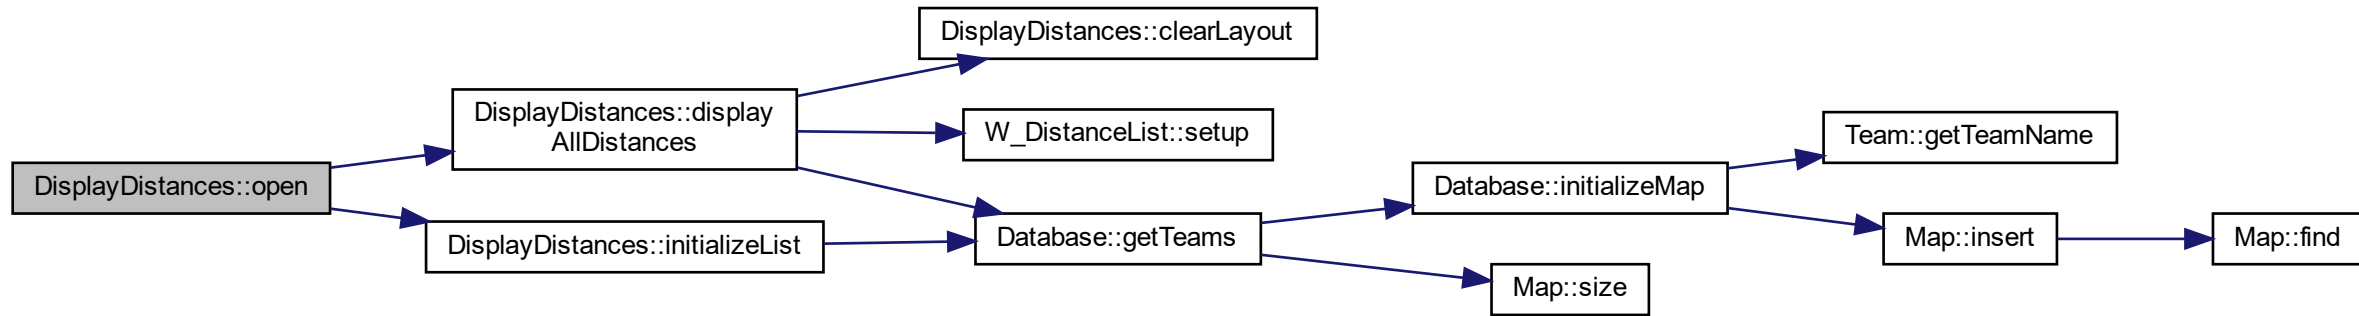 DisplayDistances::open
DisplayDistances::display
AllDistances
DisplayDistances::initializeList
DisplayDistances::clearLayout
W_DistanceList::setup
Database::getTeams
Database::initializeMap
Map::size
Team::getTeamName
Map::insert
Map::find